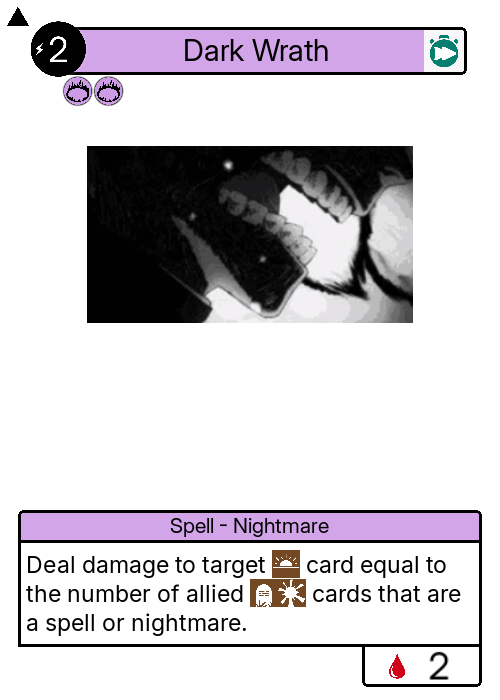 2
Dark Wrath
Spell - Nightmare
Deal damage to target card equal to
the number of allied cards that are
a spell or nightmare.
2